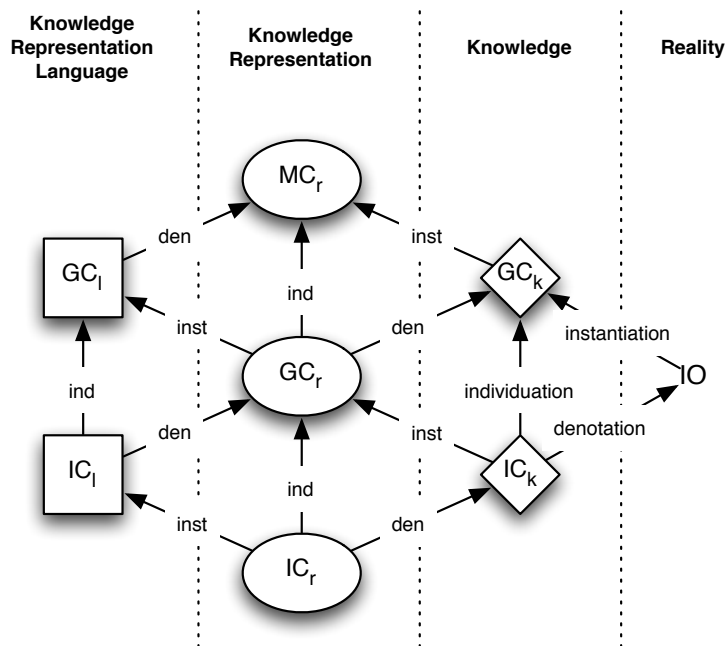 Knowledge
Representation
Language
Knowledge
Representation
Knowledge
Reality
MCr
den
inst
GCl
GCk
ind
inst
den
instantiation
GCr
IO
ind
individuation
den
inst
denotation
ICl
ICk
ind
inst
den
ICr